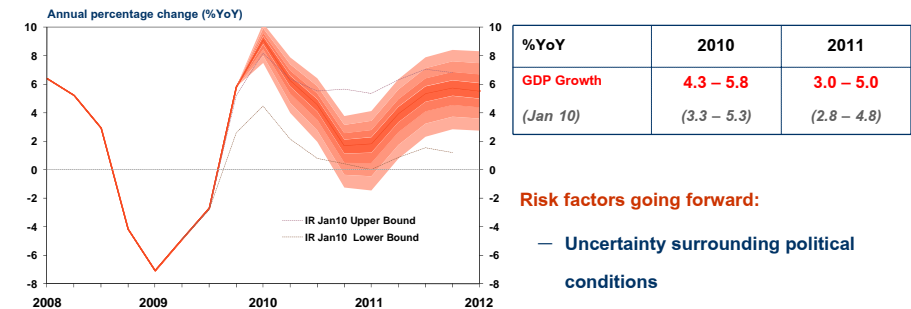 Annual percentage change (%YoY)
10 10
8 8
6 6
4 4
2 2
0 0
-2 -2
-4 -4
-6 -6
-8 -8
IR Jan10 Upper Bound
IR Jan10 Lower Bound
2008 2009 2010 2011 2012
%YoY 2010 2011
GDP Growth 4.3 – 5.8 3.0 – 5.0
(Jan 10) (3.3 – 5.3) (2.8 – 4.8)
Risk factors going forward:
— Uncertainty surrounding political
conditions